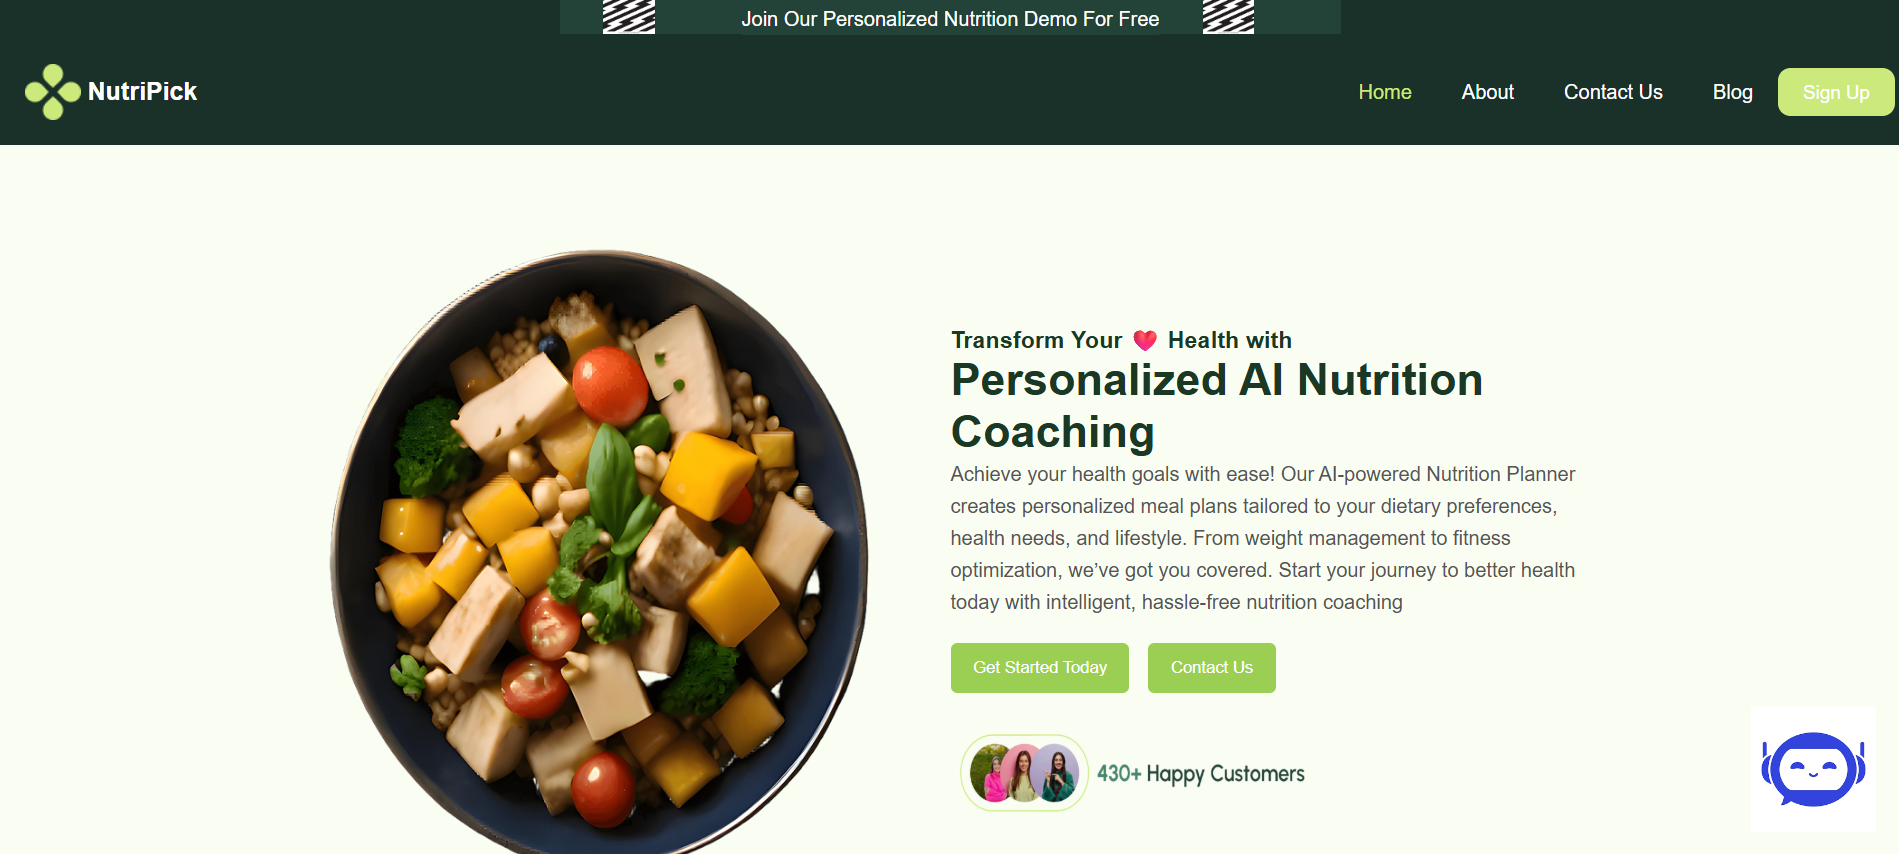 Join Our Personalized Nutrition Demo For Free
NutriPick
Home
About
Contact Us
Blog
Sign Up
Transform Your Health with
Personalized AI Nutrition
Coaching
Achieve your health goals with ease! Our AI-powered Nutrition Planner
creates personalized meal plans tailored to your dietary preferences,
health needs, and lifestyle. From weight management to fitness
optimization, we’ve got you covered. Start your journey to better health
today with intelligent, hassle-free nutrition coaching
Get Started Today
Contact Us
430+ Happy Customers